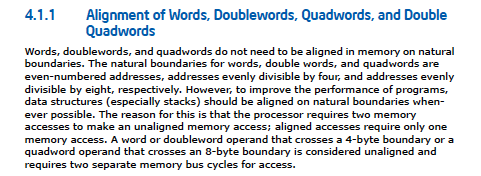 4.1.1 Alignment of Words, Doublewords, Quadwords, and Double
Quadwords
Words, doublewords, and quadwords do not need to be aligned in memory on natural
boundaries. The natural boundaries for words, double words, and quadwords are
even-numbered addresses, addresses evenly divisible by four, and addresses evenly
divisible by eight, respectively. However, to improve the performance of programs,
data structures (especially stacks) should be aligned on natural boundaries when-
ever possible. The reason for this is that the processor requires two memory
accesses to make an unaligned memory access; aligned accesses require only one
memory access. A word or doubleword operand that crosses a 4-byte boundary or a
quadword operand that crosses an 8-byte boundary is considered unaligned and
requires two separate memory bus cycles for access.